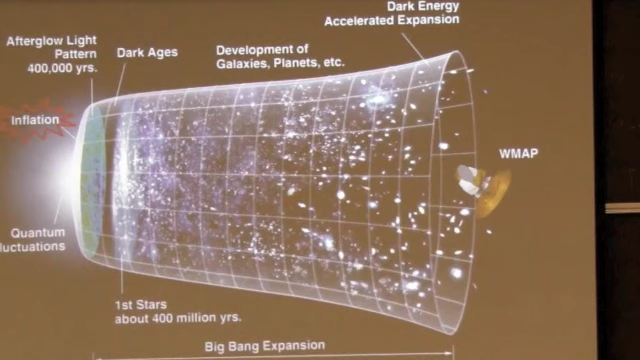 Dark Energy
Accelerated Expansion
Afterglow Light
Pattern
400,000 yrs.
Dark Ages
Development of
Galaxies, Planets, etc.
Inflation
WMAP
Quantum
luctuations
1st Stars
about 400 million yrs.
Big Bang Expansion